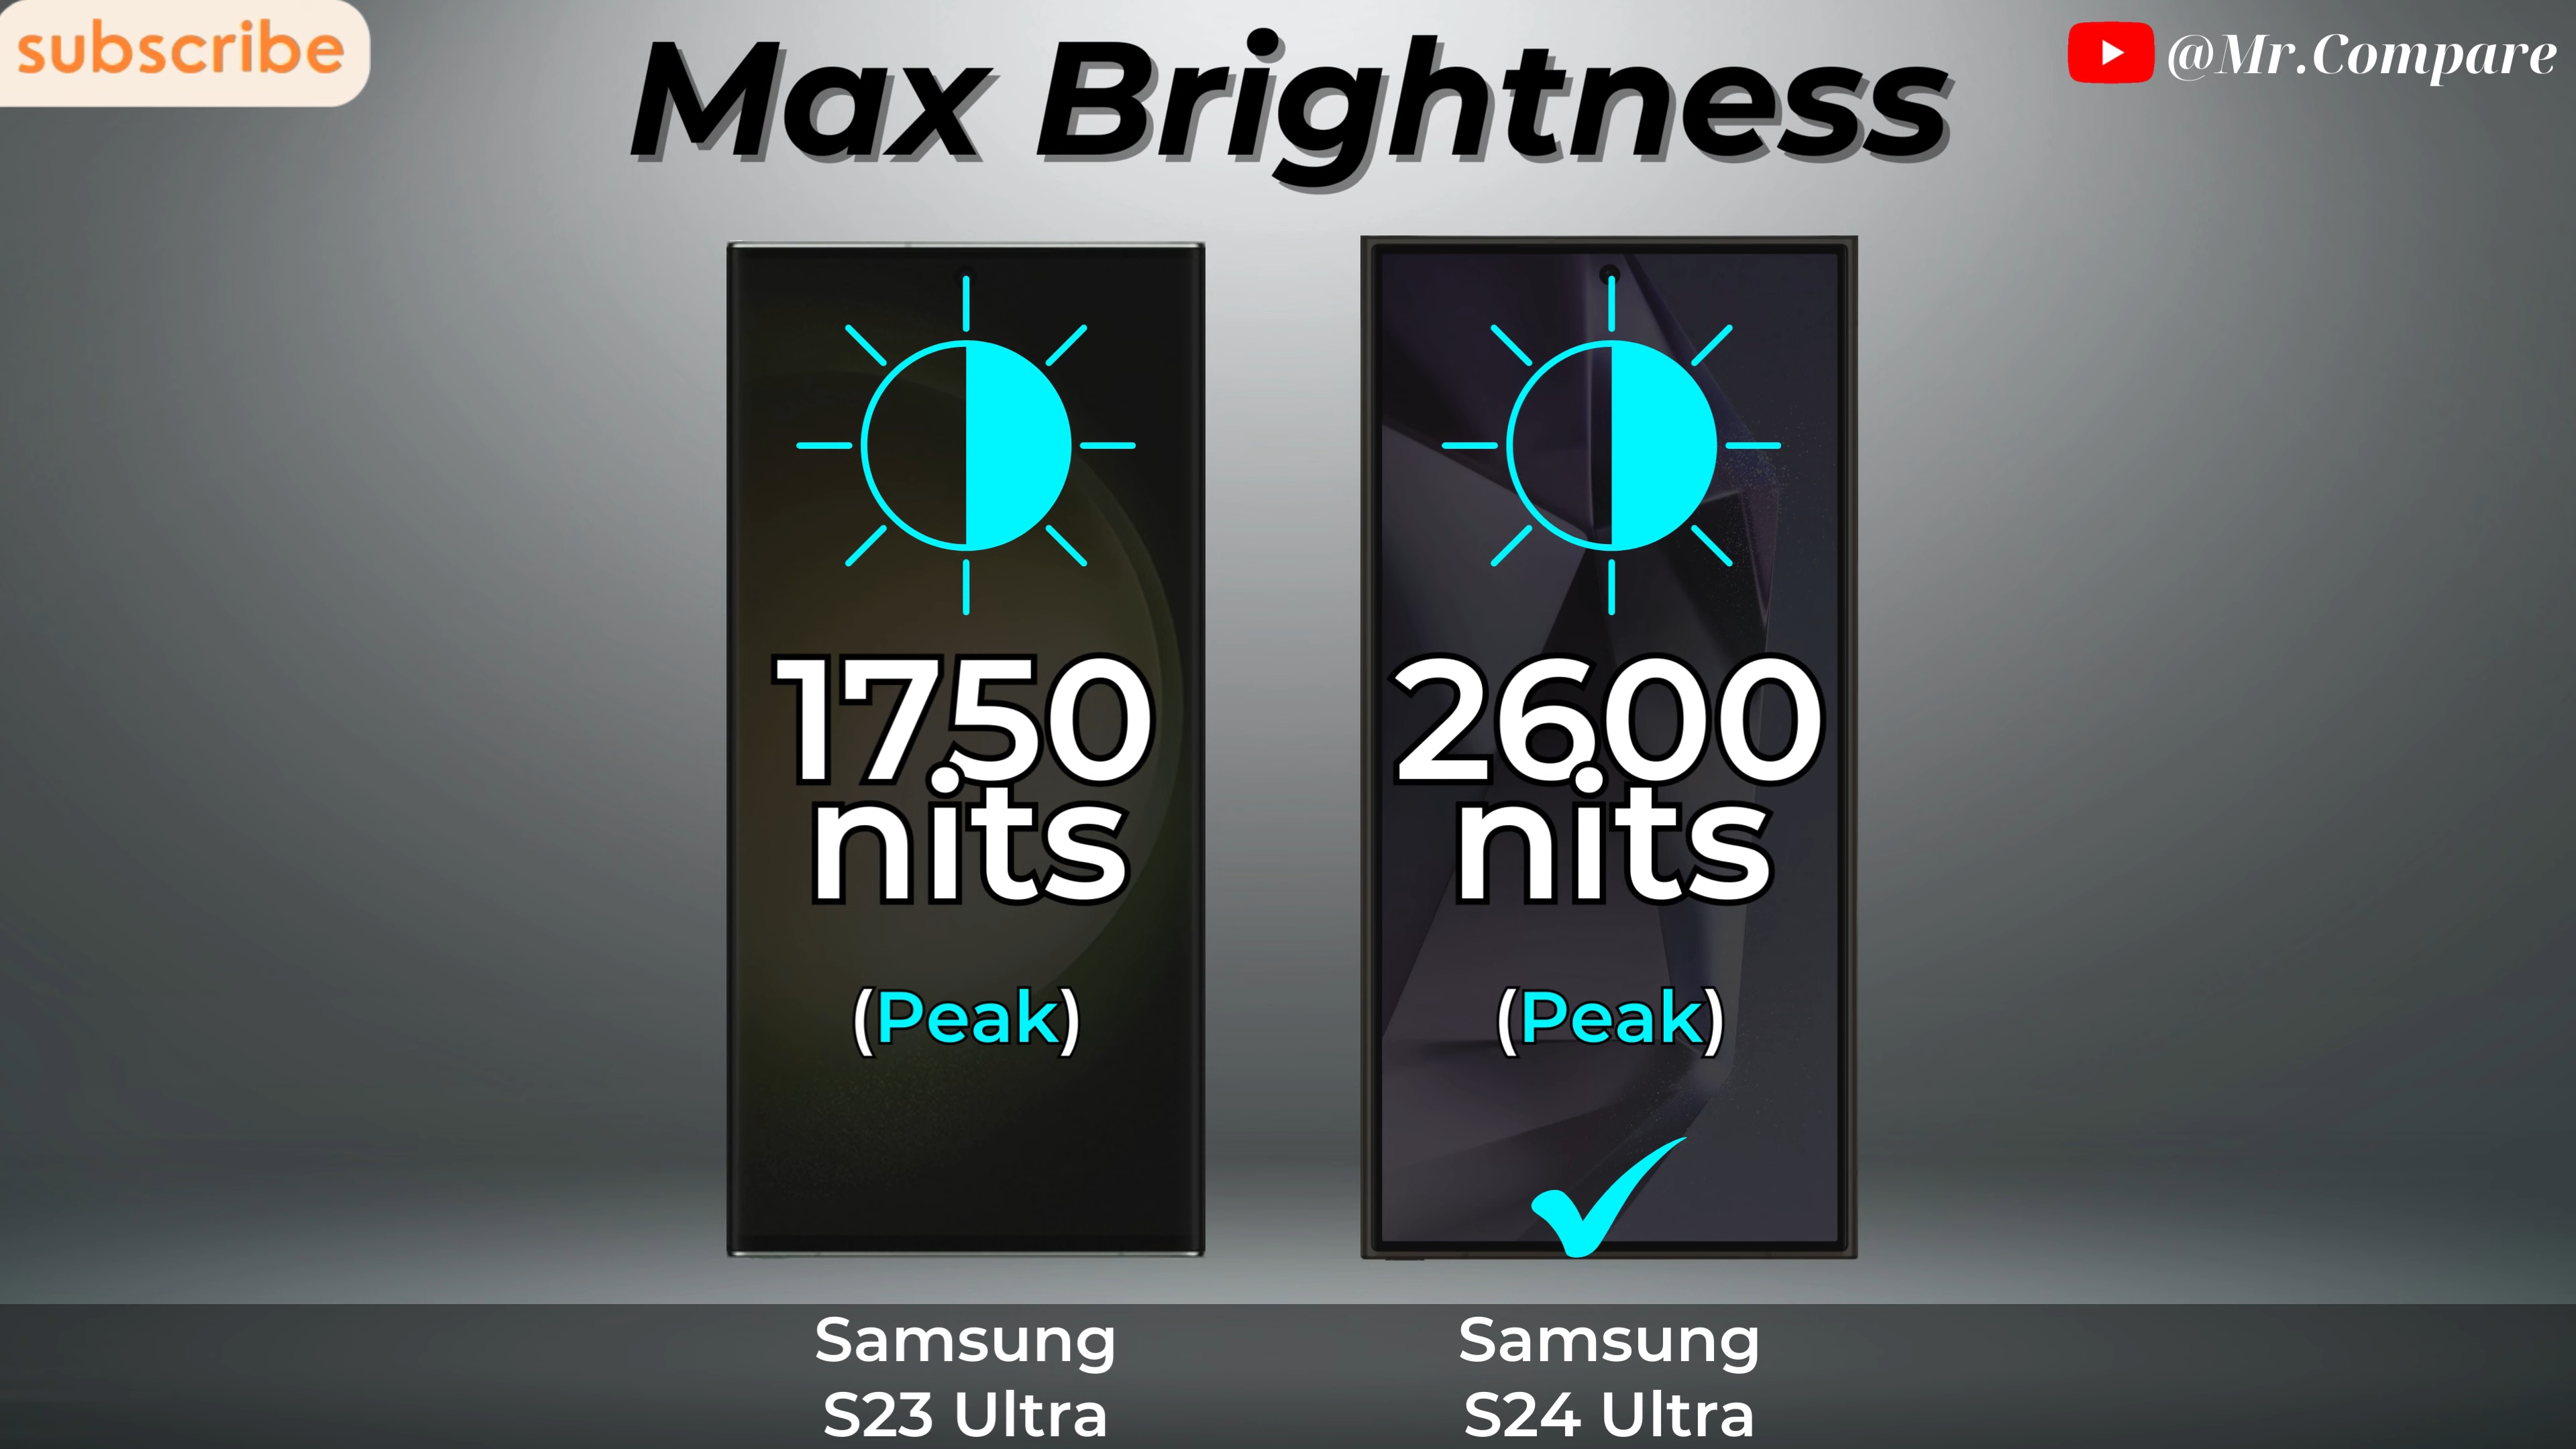 subscribe
Max Brightness
@Mr.Compare
1750
nits
(Peak)
2600
nits
(Peak)
Samsung
S23 Ultra
Samsung
S24 Ultra